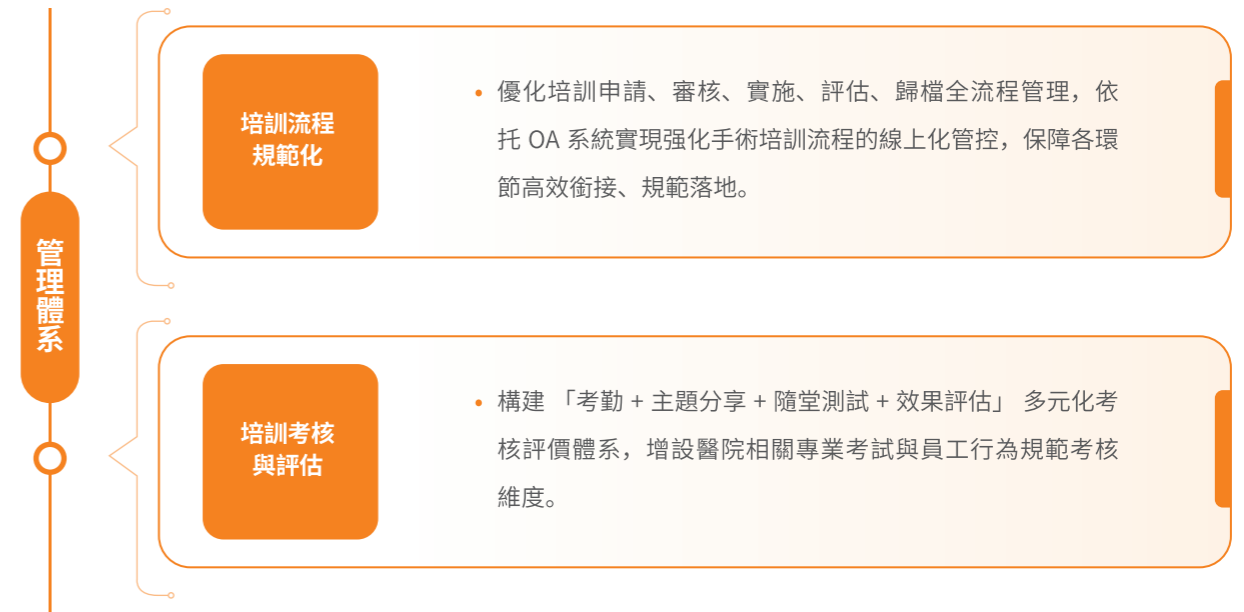 管理體系
培訓流程
規範化
• 優化培訓申請、審核、實施、評估、歸檔全流程管理，依
托 OA 系統實現强化手術培訓流程的線上化管控，保障各環
節高效銜接、規範落地。
培訓考核
與評估
• 構建 「考勤 + 主題分享 + 隨堂測試 + 效果評估」 多元化考
核評價體系，增設醫院相關專業考試與員工行為規範考核
維度。